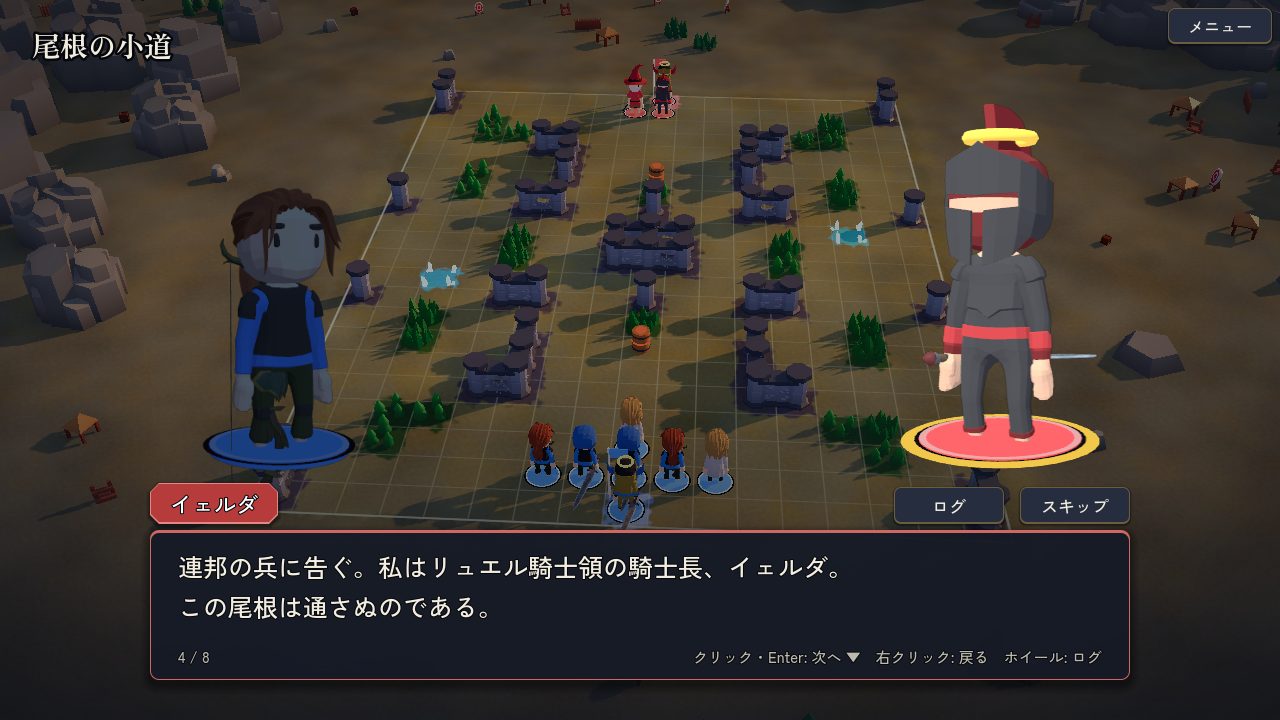 尾根の小道
メニュー
イェルダ
ログ
スキップ
連邦の兵に告ぐ。私はリュエル騎士領の騎士長、イェルダ。
この尾根は通さぬのである。
4 / 8
クリック・Enter: 次へ ▼ 右クリック: 戻る ホイール: ログ